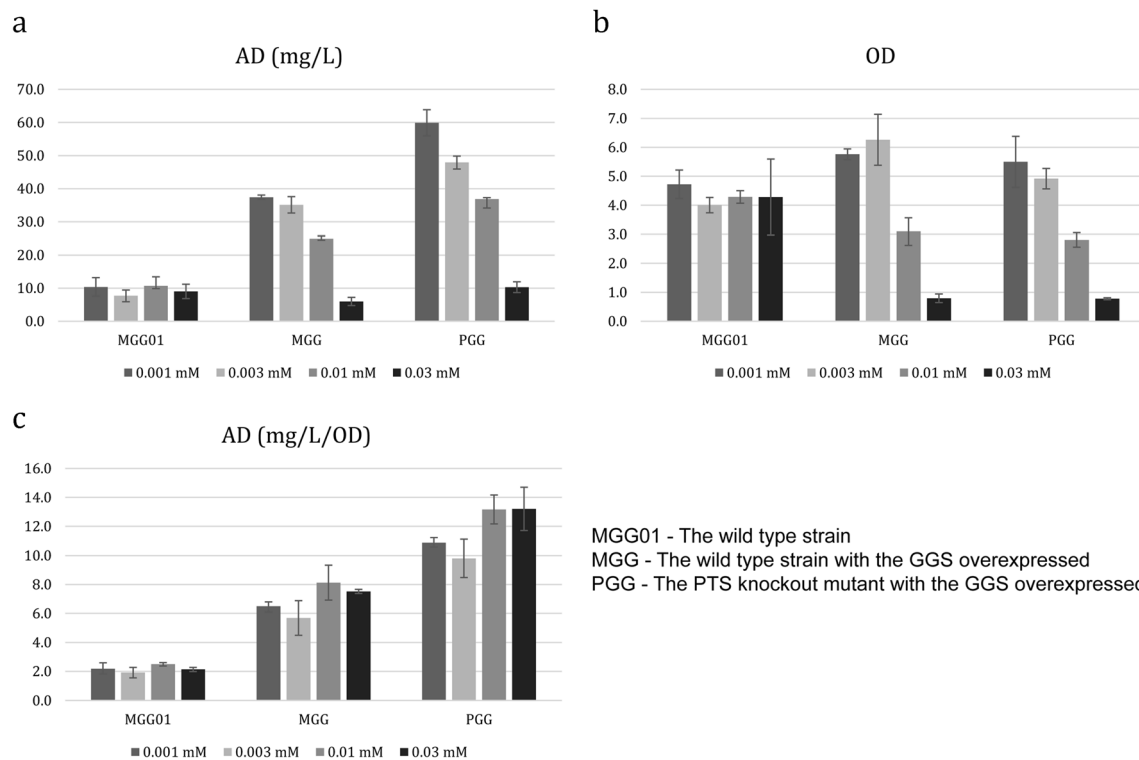 a
AD (mg/L)
70.0
60.0
50.0
40.0
30.0
20.0
10.0
0.0
MGG01 MGG PGG
0.001 mM 0.003 mM 0.01 mM 0.03 mM
b
OD
8.0
7.0
6.0
5.0
4.0
3.0
2.0
1.0
0.0
MGG01 MGG PGG
0.001 mM 0.003 mM 0.01 mM 0.03 mM
c
AD (mg/L/OD)
16.0
14.0
12.0
10.0
8.0
6.0
4.0
2.0
0.0
MGG01 MGG PGG
0.001 mM 0.003 mM 0.01 mM 0.03 mM
MGG01 - The wild type strain
MGG - The wild type strain with the GGS overexpressed
PGG - The PTS knockout mutant with the GGS overexpressed